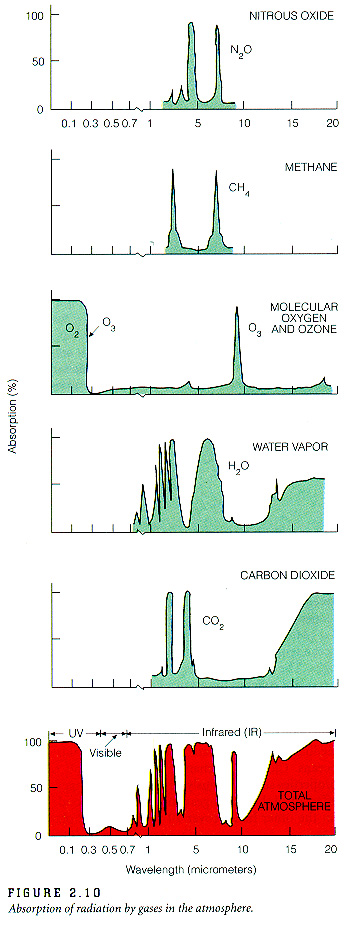 NITROUS OXIDE
100
50
0
N2O
0.1 0.3 0.5 0.7 1 5 10 15 20
METHANE
CH4
MOLECULAR
OXYGEN
AND OZONE
O2
O3
O3
Absorption (%)
WATER VAPOR
H2O
CARBON DIOXIDE
CO2
UV
Visible
Infrared (IR)
100
50
0
TOTAL
ATMOSPHERE
0.1 0.3 0.5 0.7 1 5 10 15 20
Wavelength (micrometers)
FIGURE 2.10
Absorption of radiation by gases in the atmosphere.